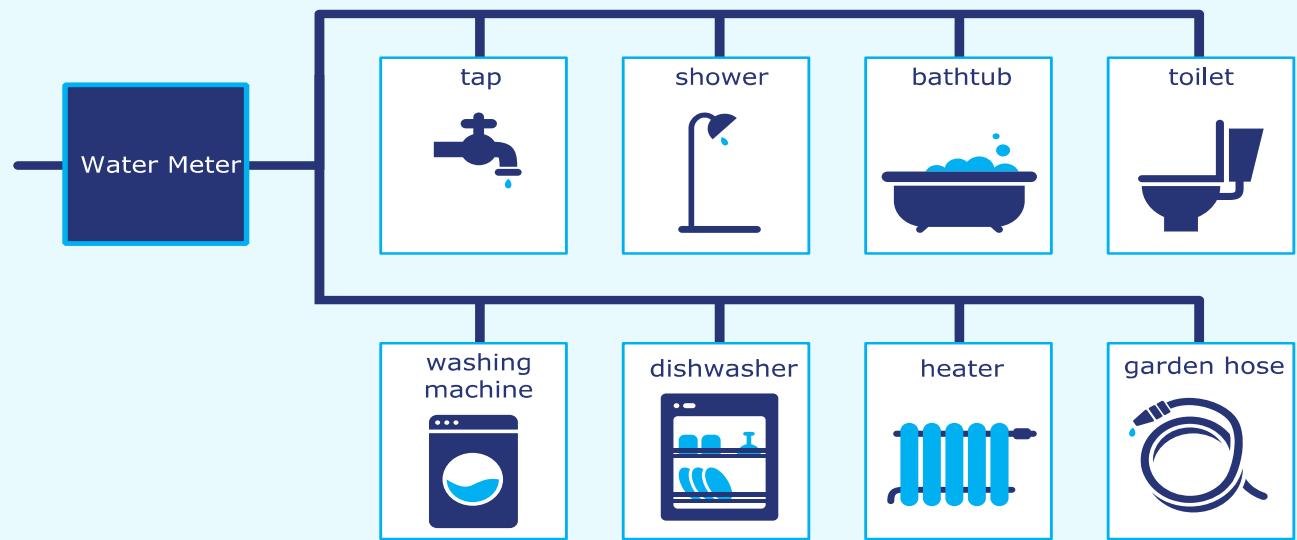 Water Meter
tap
shower
bathtub
toilet
washing
machine
dishwasher
heater
garden hose